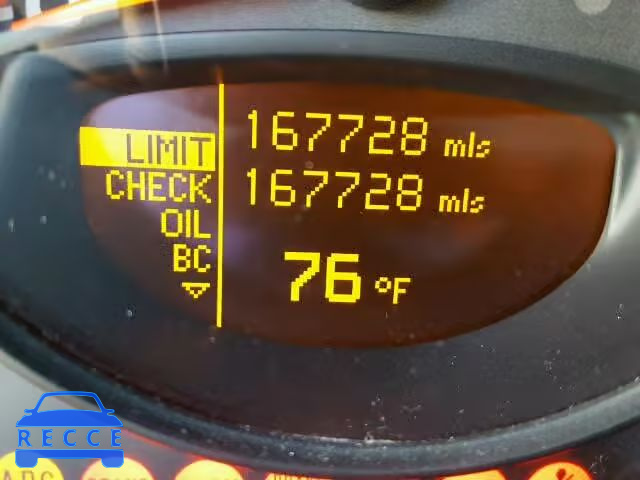 LIMIT
CHECK
OIL
BC
167728 mls
167728 mls
76 °F
RECCE